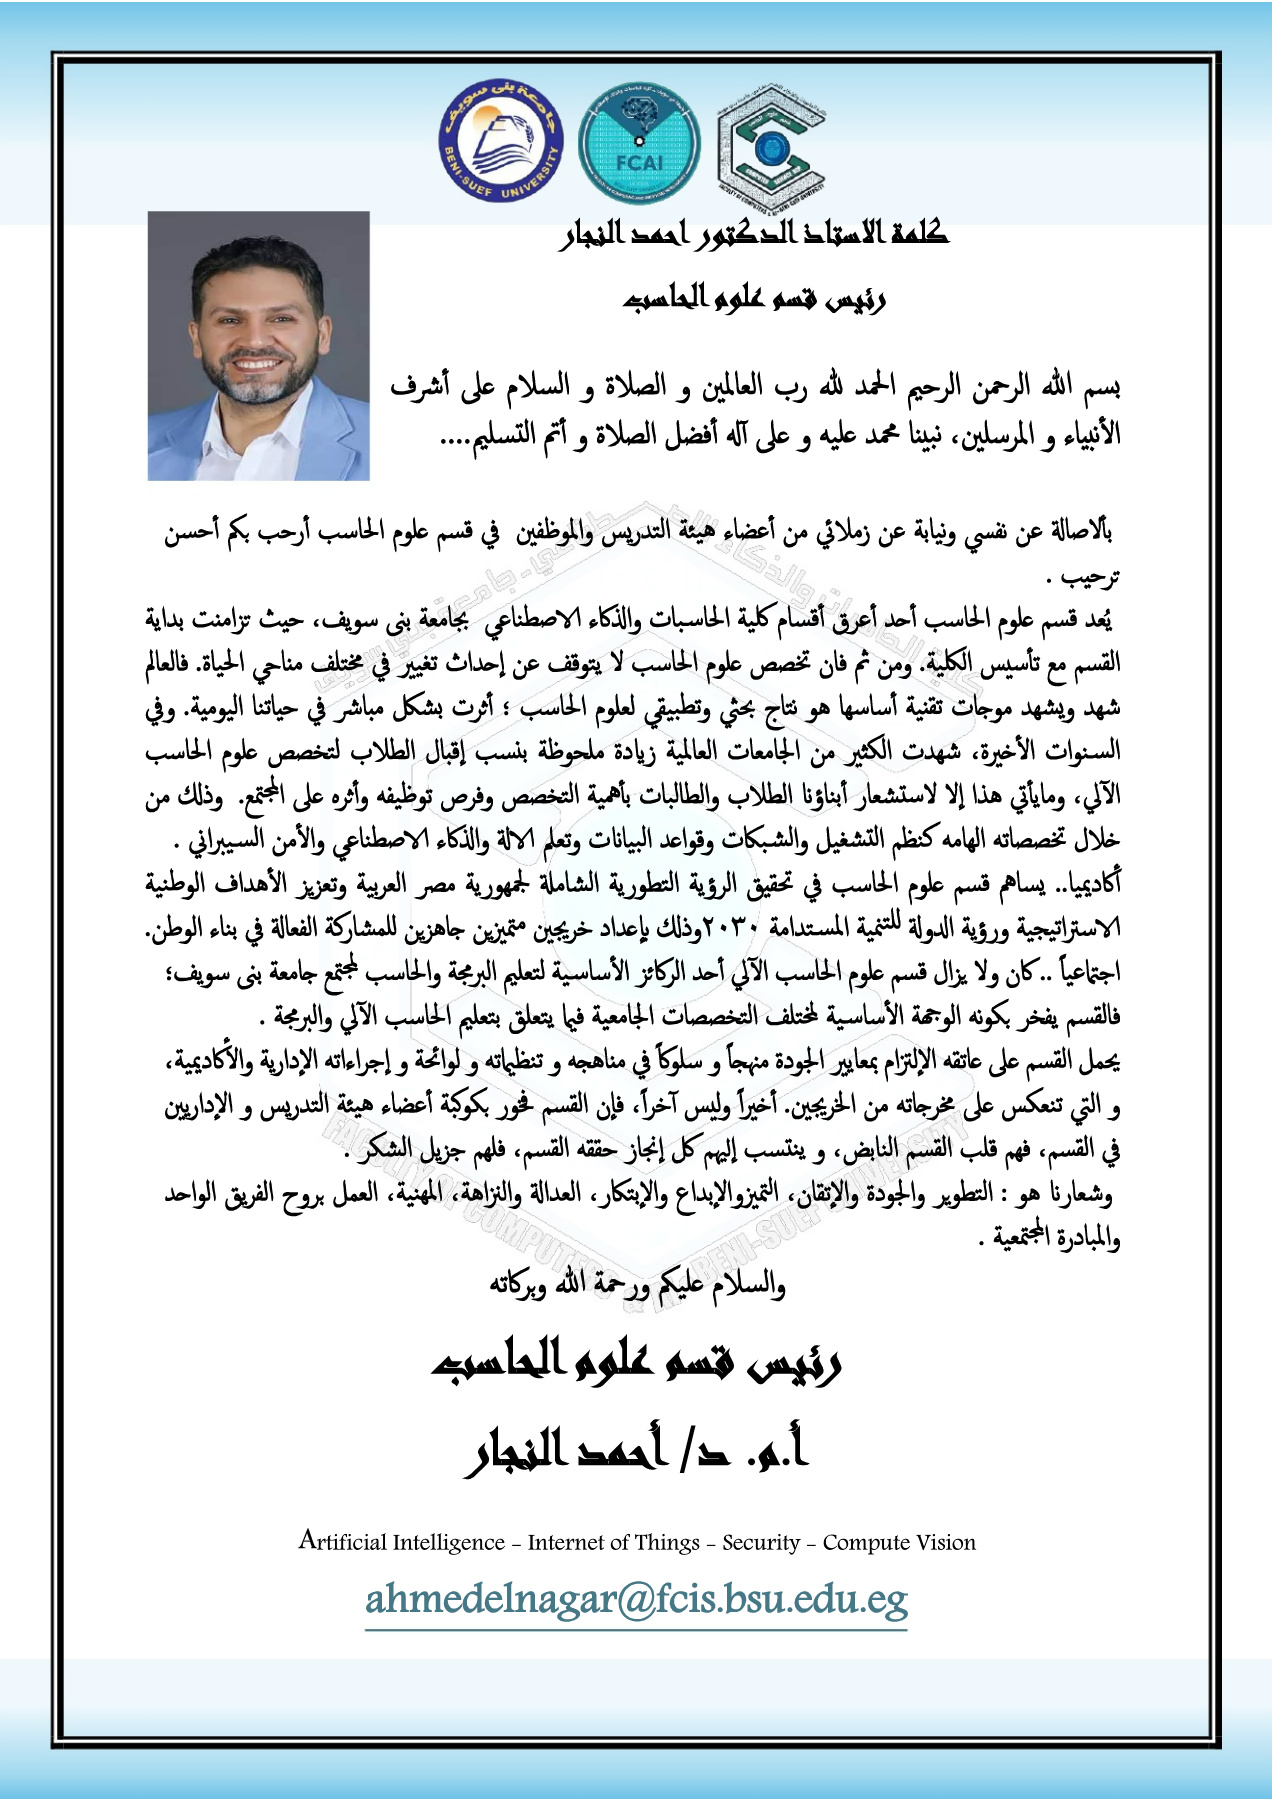 جامعة بنى سويف
BENI-SUEF UNIVERSITY
FCAI
كلمة الاستاذ الدكتور احمد النجار
رئيس قسم علوم الحاسب
بسم الله الرحمن الرحيم الحمد لله رب العالمين و الصلاة و السلام على أشرف
الأنبياء و المرسلين، نبينا محمد عليه و على آله أفضل الصلاة و أتم التسليم....
بألاصالة عن نفسي ونيابة عن زملائي من أعضاء هيئة التدريس والموظفين في قسم علوم الحاسب أرحب بكم أحسن
ترحيب .
يُعد قسم علوم الحاسب أحد أعرق أقسام كلية الحاسبات والذكاء الاصطناعي بجامعة بنى سويف، حيث تزامنت بداية
القسم مع تأسيس الكلية. ومن ثم فان تخصص علوم الحاسب لا يتوقف عن إحداث تغيير في مختلف مناحي الحياة. فالعالم
شهد ويشهد موجات تقنية أساسها هو نتاج بحثي وتطبيقي لعلوم الحاسب ؛ أثرت بشكل مباشر في حياتنا اليومية. وفي
السنوات الأخيرة، شهدت الكثير من الجامعات العالمية زيادة ملحوظة بنسب إقبال الطلاب لتخصص علوم الحاسب
الآلي، ومايأتي هذا إلا لاستشعار أبناؤنا الطلاب والطالبات بأهمية التخصص وفرص توظيفه وأثره على المجتمع. وذلك من
خلال تخصصاته الهامه كنظم التشغيل والشبكات وقواعد البيانات وتعلم الالة والذكاء الاصطناعي والأمن السيبراني .
أكاديميا.. يساهم قسم علوم الحاسب في تحقيق الرؤية التطورية الشاملة لجمهورية مصر العربية وتعزيز الأهداف الوطنية
الاستراتيجية ورؤية الدولة للتنمية المستدامة ٢٠٣٠وذلك بإعداد خريجين متميزين جاهزين للمشاركة الفعالة في بناء الوطن.
اجتماعياً ..كان ولا يزال قسم علوم الحاسب الآلي أحد الركائز الأساسية لتعليم البرمجة والحاسب لمجتمع جامعة بنى سويف؛
فالقسم يفخر بكونه الوجهة الأساسية لمختلف التخصصات الجامعية فيما يتعلق بتعليم الحاسب الآلي والبرمجة .
يحمل القسم على عاتقه الإلتزام بمعايير الجودة منهجاً و سلوكاً في مناهجه و تنظيماته و لوائحة و إجراءاته الإدارية والأكاديمية،
و التي تنعكس على مخرجاته من الخريجين. أخيراً وليس آخراً، فإن القسم فخور بكوكبة أعضاء هيئة التدريس و الإداريين
في القسم، فهم قلب القسم النابض، و ينتسب إليهم كل إنجاز حققه القسم، فلهم جزيل الشكر .
وشعارنا هو : التطوير والجودة والإتقان، التميزوالإبداع والإبتكار، العدالة والنزاهة، المهنية، العمل بروح الفريق الواحد
والمبادرة المجتمعية .
والسلام عليكم ورحمة الله وبركاته
رئيس قسم علوم الحاسب
أ.م. د/ أحمد النجار
Artificial Intelligence - Internet of Things - Security - Compute Vision
ahmedelnagar@fcis.bsu.edu.eg